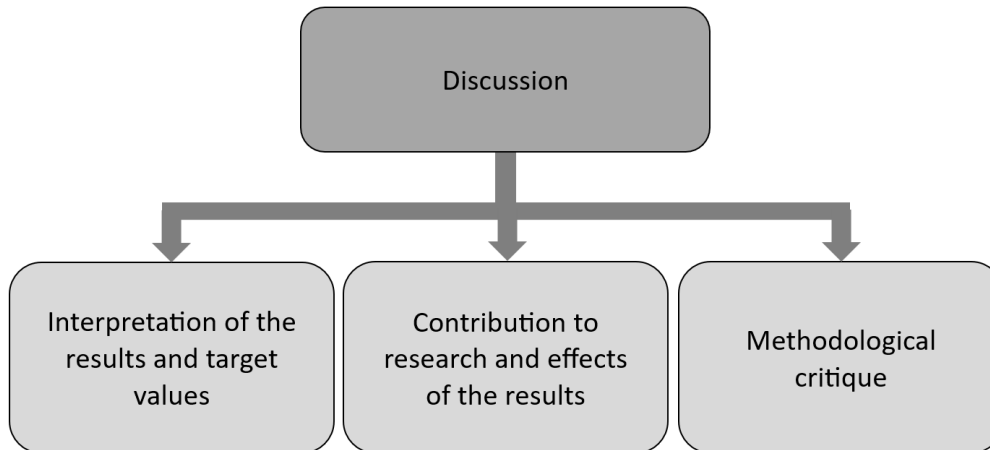 Discussion
Interpretation of the
results and target
values
Contribution to
research and effects
of the results
Methodological
critique